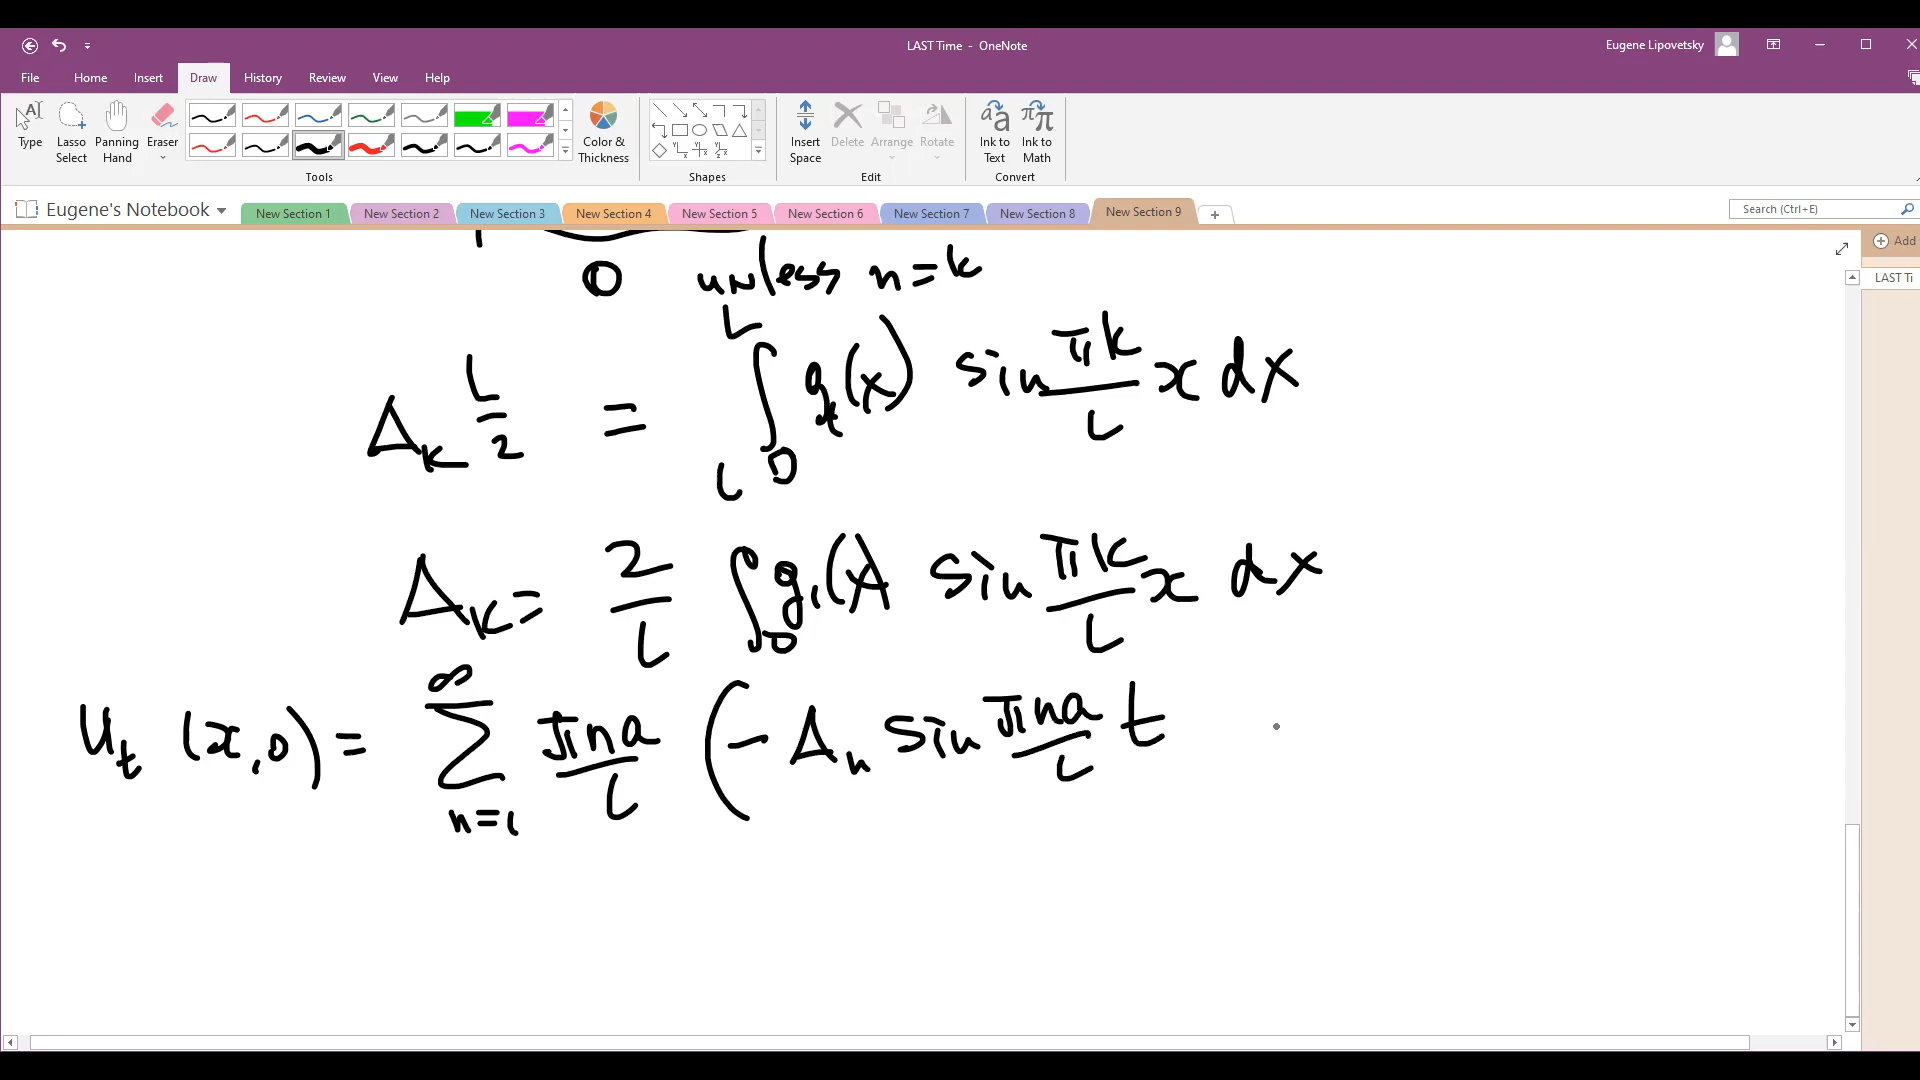 LAST Time - OneNote
Eugene Lipovetsky
File Home Insert Draw History Review View Help
Type
Lasso Select
Panning Hand
Eraser
Color & Thickness
Insert Space
Delete
Arrange
Rotate
Ink to Text
Ink to Math
Tools
Shapes
Edit
Convert
Eugene's Notebook
New Section 1
New Section 2
New Section 3
New Section 4
New Section 5
New Section 6
New Section 7
New Section 8
New Section 9
+
Search (Ctrl+E)
Add
LAST Ti
0 unless n=k
A_k L/2 = ∫_0^L g_1(x) sin πk/L x dx
A_k = 2/L ∫_0^L g_1(x) sin πk/L x dx
u_t (x,0) = ∑_{n=1}^∞ πna/L (-A_n sin πna/L t